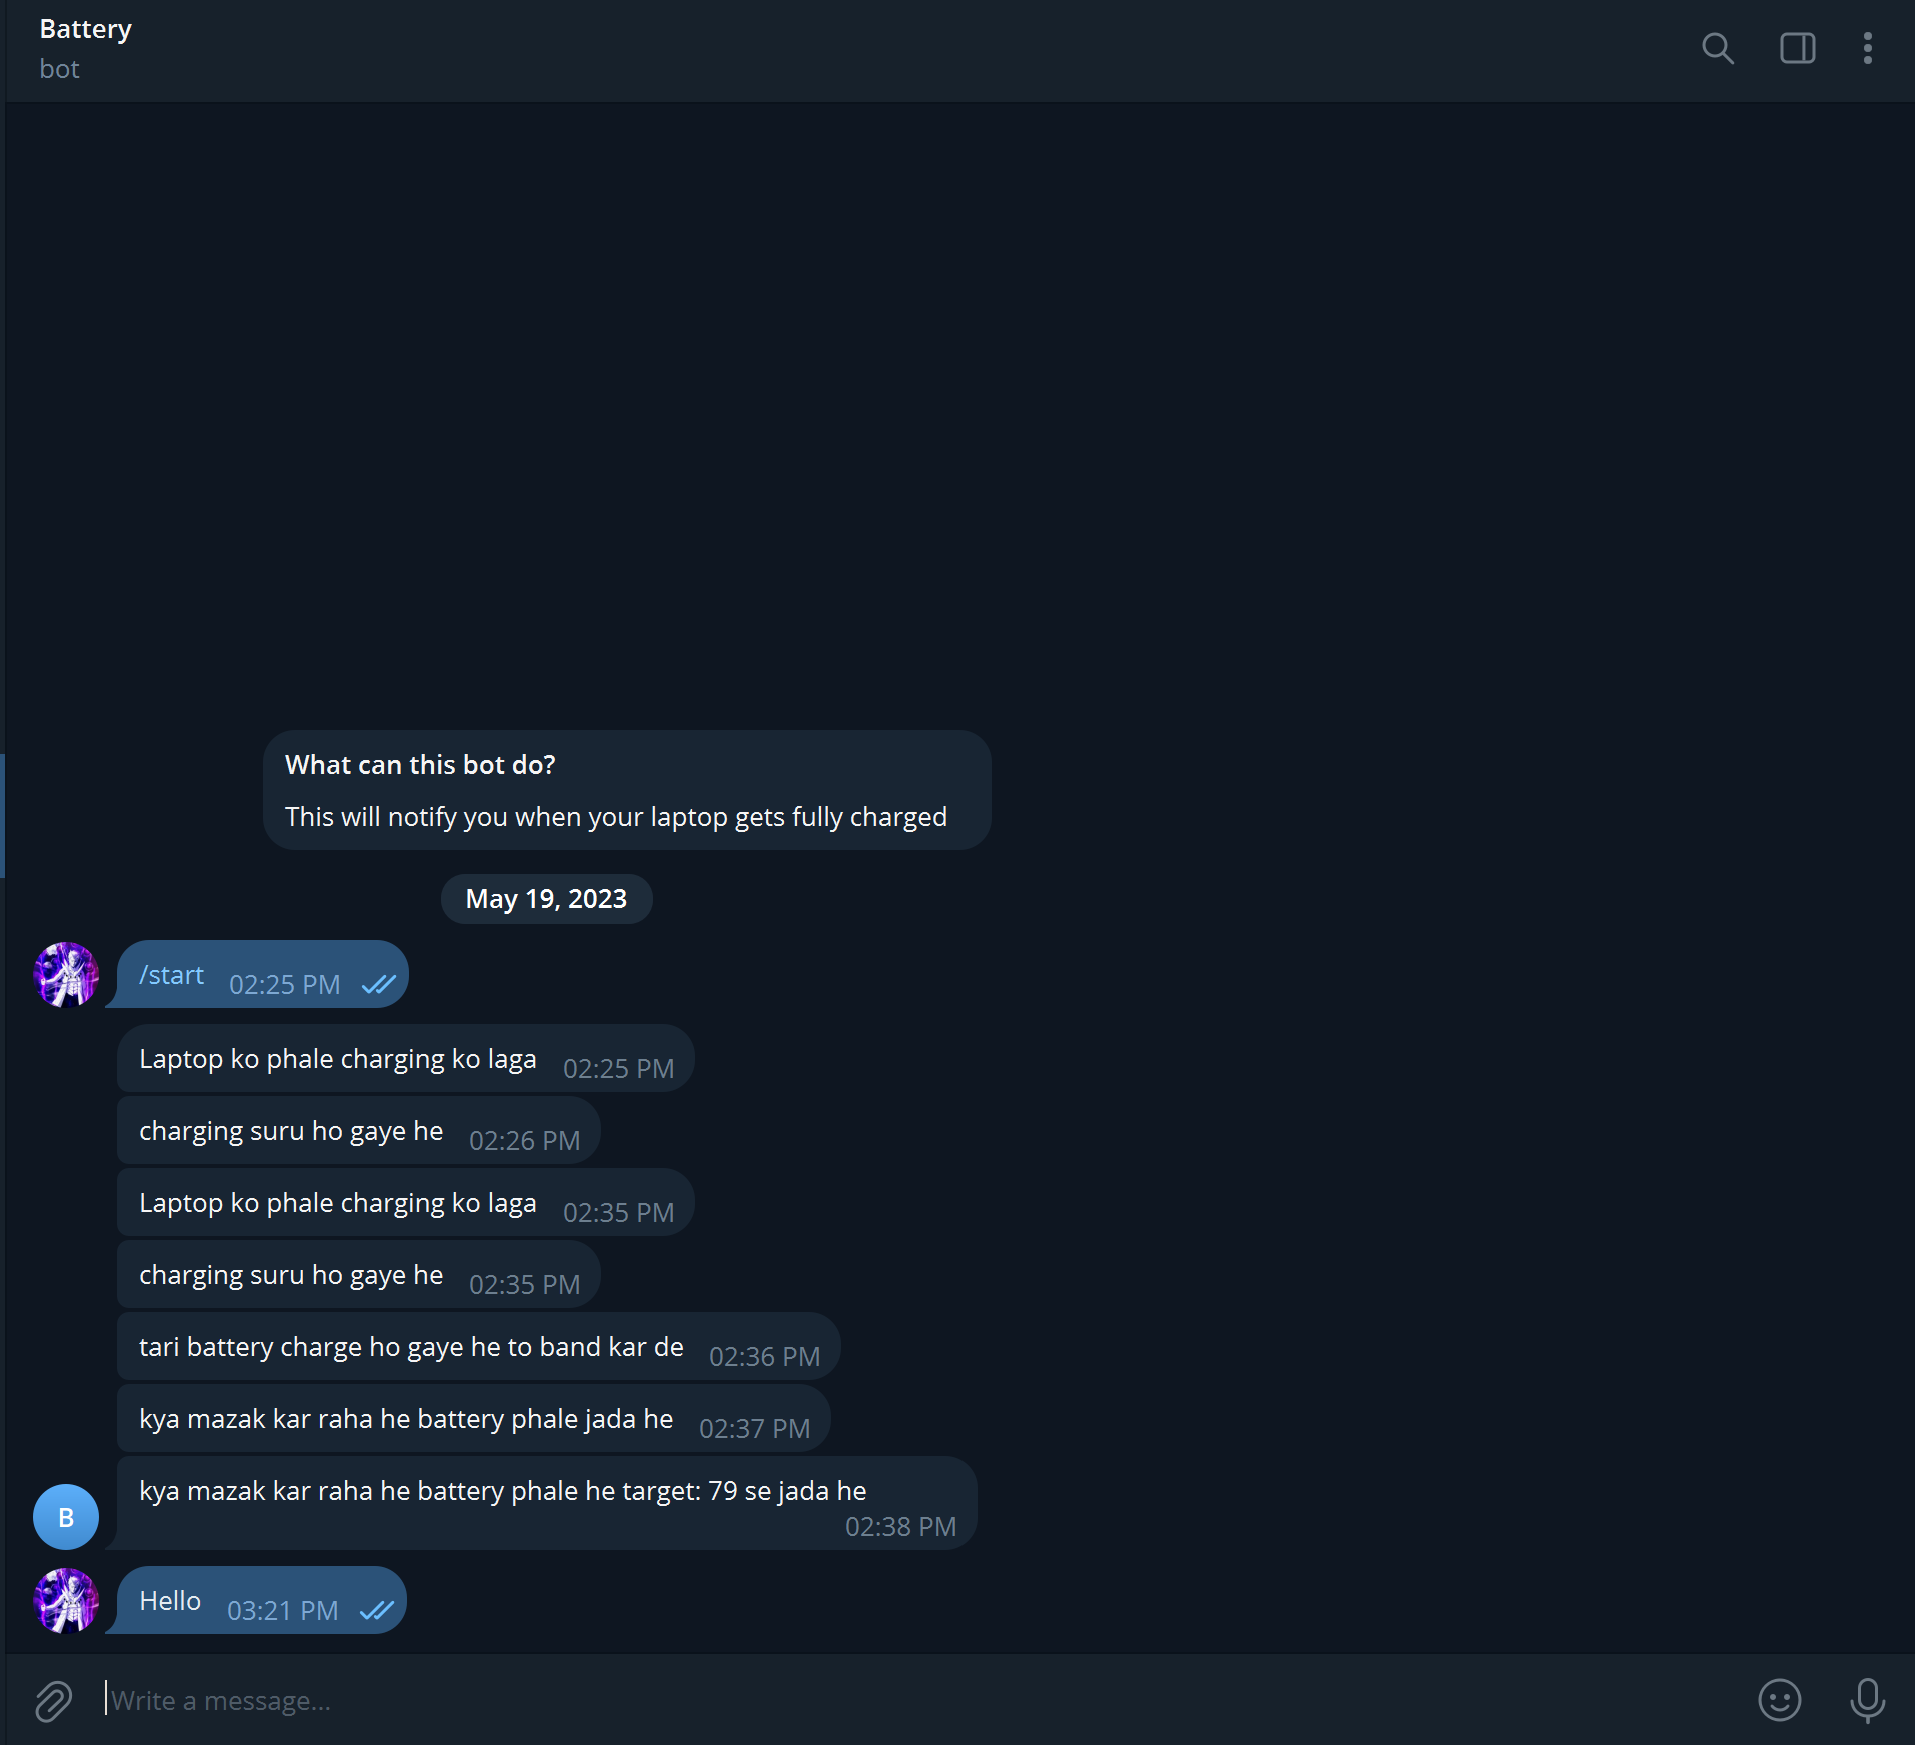 Battery
bot
What can this bot do?
This will notify you when your laptop gets fully charged
May 19, 2023
/start 02:25 PM
Laptop ko phale charging ko laga 02:25 PM
charging suru ho gaye he 02:26 PM
Laptop ko phale charging ko laga 02:35 PM
charging suru ho gaye he 02:35 PM
tari battery charge ho gaye he to band kar de 02:36 PM
kya mazak kar raha he battery phale jada he 02:37 PM
kya mazak kar raha he battery phale he target: 79 se jada he
02:38 PM
B
Hello 03:21 PM
Write a message...